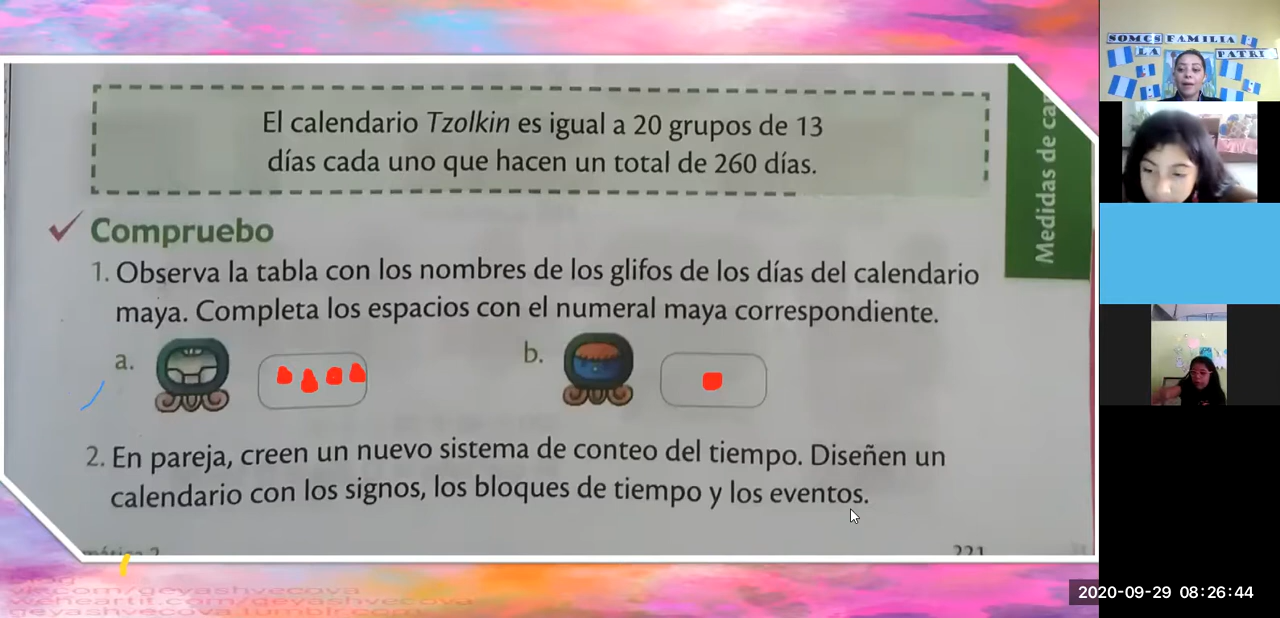 El calendario Tzolkin es igual a 20 grupos de 13
días cada uno que hacen un total de 260 días.
Compruebo
1. Observa la tabla con los nombres de los glifos de los días del calendario
maya. Completa los espacios con el numeral maya correspondiente.
a.
b.
2. En pareja, creen un nuevo sistema de conteo del tiempo. Diseñen un
calendario con los signos, los bloques de tiempo y los eventos.
221
Medidas de
SOMOS FAMILIA
LA
2020-09-29 08:26:44